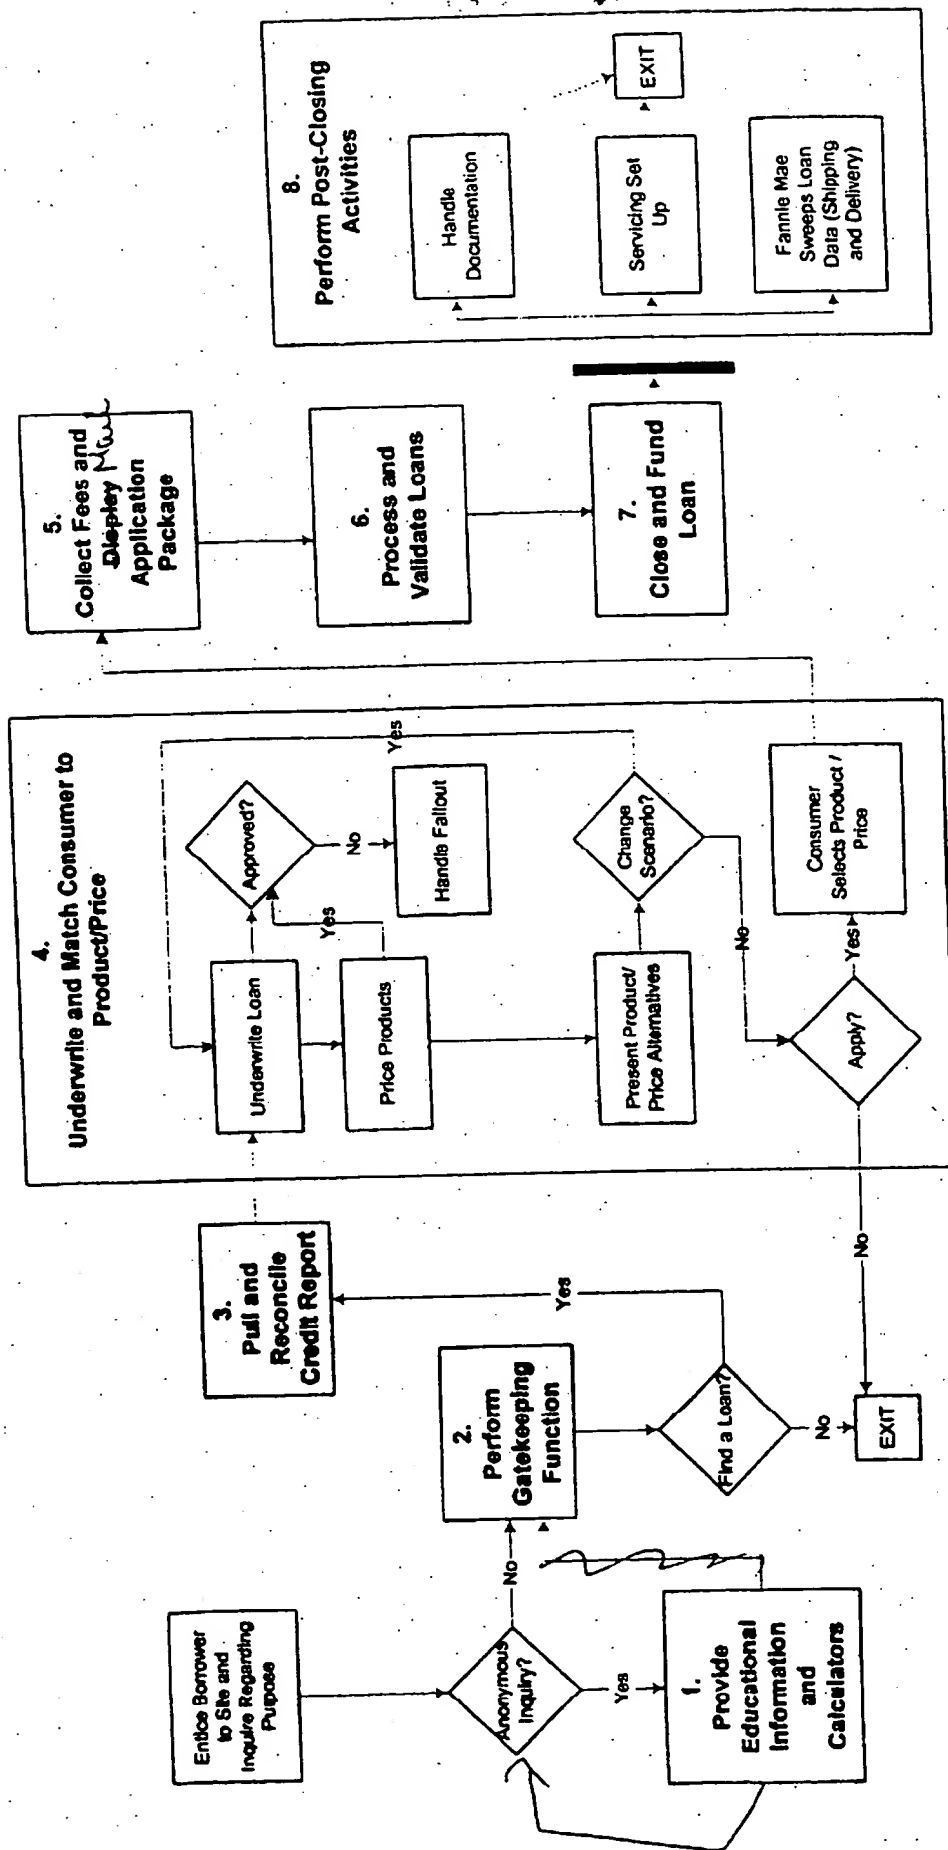 Entice Borrower
to Site and
Inquire Regarding
Purpose
Anonymous
Inquiry?
No
Yes
1.
Provide
Educational
Information
and
Calculators
2.
Perform
Gatekeeping
Function
Find a Loan?
Yes
No
EXIT
3.
Pull and
Reconcile
Credit Report
4.
Underwrite and Match Consumer to
Product/Price
Underwrite Loan
Approved?
No
Handle Fallout
Yes
Price Products
Present Product/
Price Alternatives
Change
Scenario?
Yes
No
Apply?
No
Yes
Consumer
Selects Product /
Price
5.
Collect Fees and
Display
Application
Package
6.
Process and
Validate Loans
7.
Close and Fund
Loan
8.
Perform Post-Closing
Activities
Handle
Documentation
Servicing Set
Up
EXIT
Fannie Mae
Sweeps Loan
Data (Shipping
and Delivery)